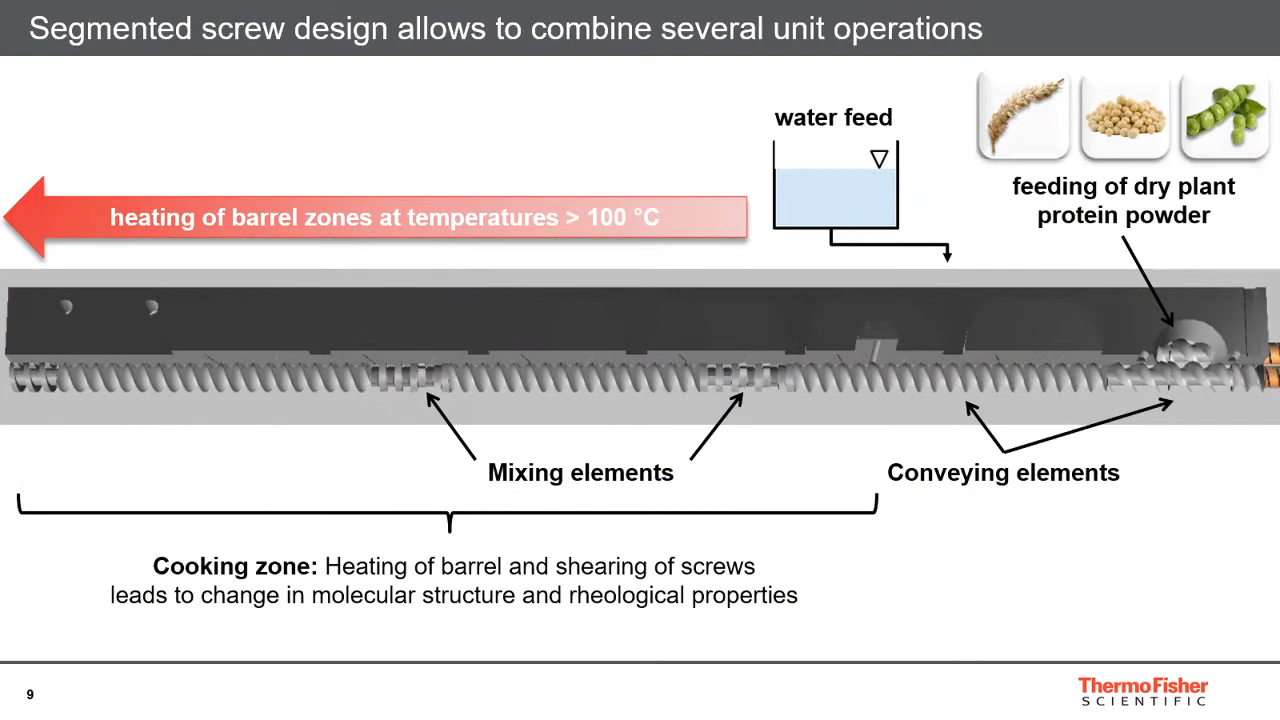 Segmented screw design allows to combine several unit operations
water feed
feeding of dry plant
protein powder
heating of barrel zones at temperatures > 100 °C
Mixing elements
Conveying elements
Cooking zone: Heating of barrel and shearing of screws
leads to change in molecular structure and rheological properties
9
ThermoFisher
SCIENTIFIC